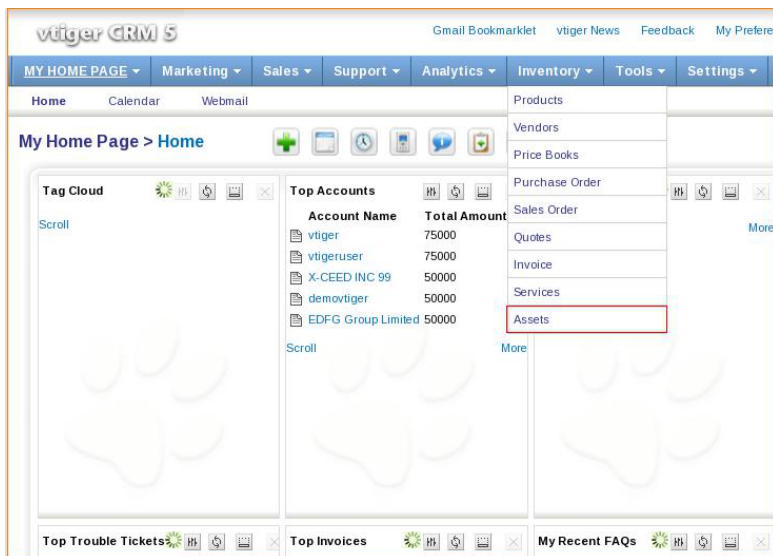 vtiger CRM 5
Gmail Bookmarklet vtiger News Feedback My Prefere
MY HOME PAGE Marketing Sales Support Analytics Inventory Tools Settings
Home Calendar Webmail
My Home Page > Home
Products
Vendors
Price Books
Purchase Order
Sales Order
Quotes
Invoice
Services
Assets
Tag Cloud
Scroll
Top Accounts
Account Name Total Amount
vtiger 75000
vtigeruser 75000
X-CEED INC 99 50000
demovtiger 50000
EDFG Group Limited 50000
Scroll More
More
Top Trouble Tickets
Top Invoices
My Recent FAQs